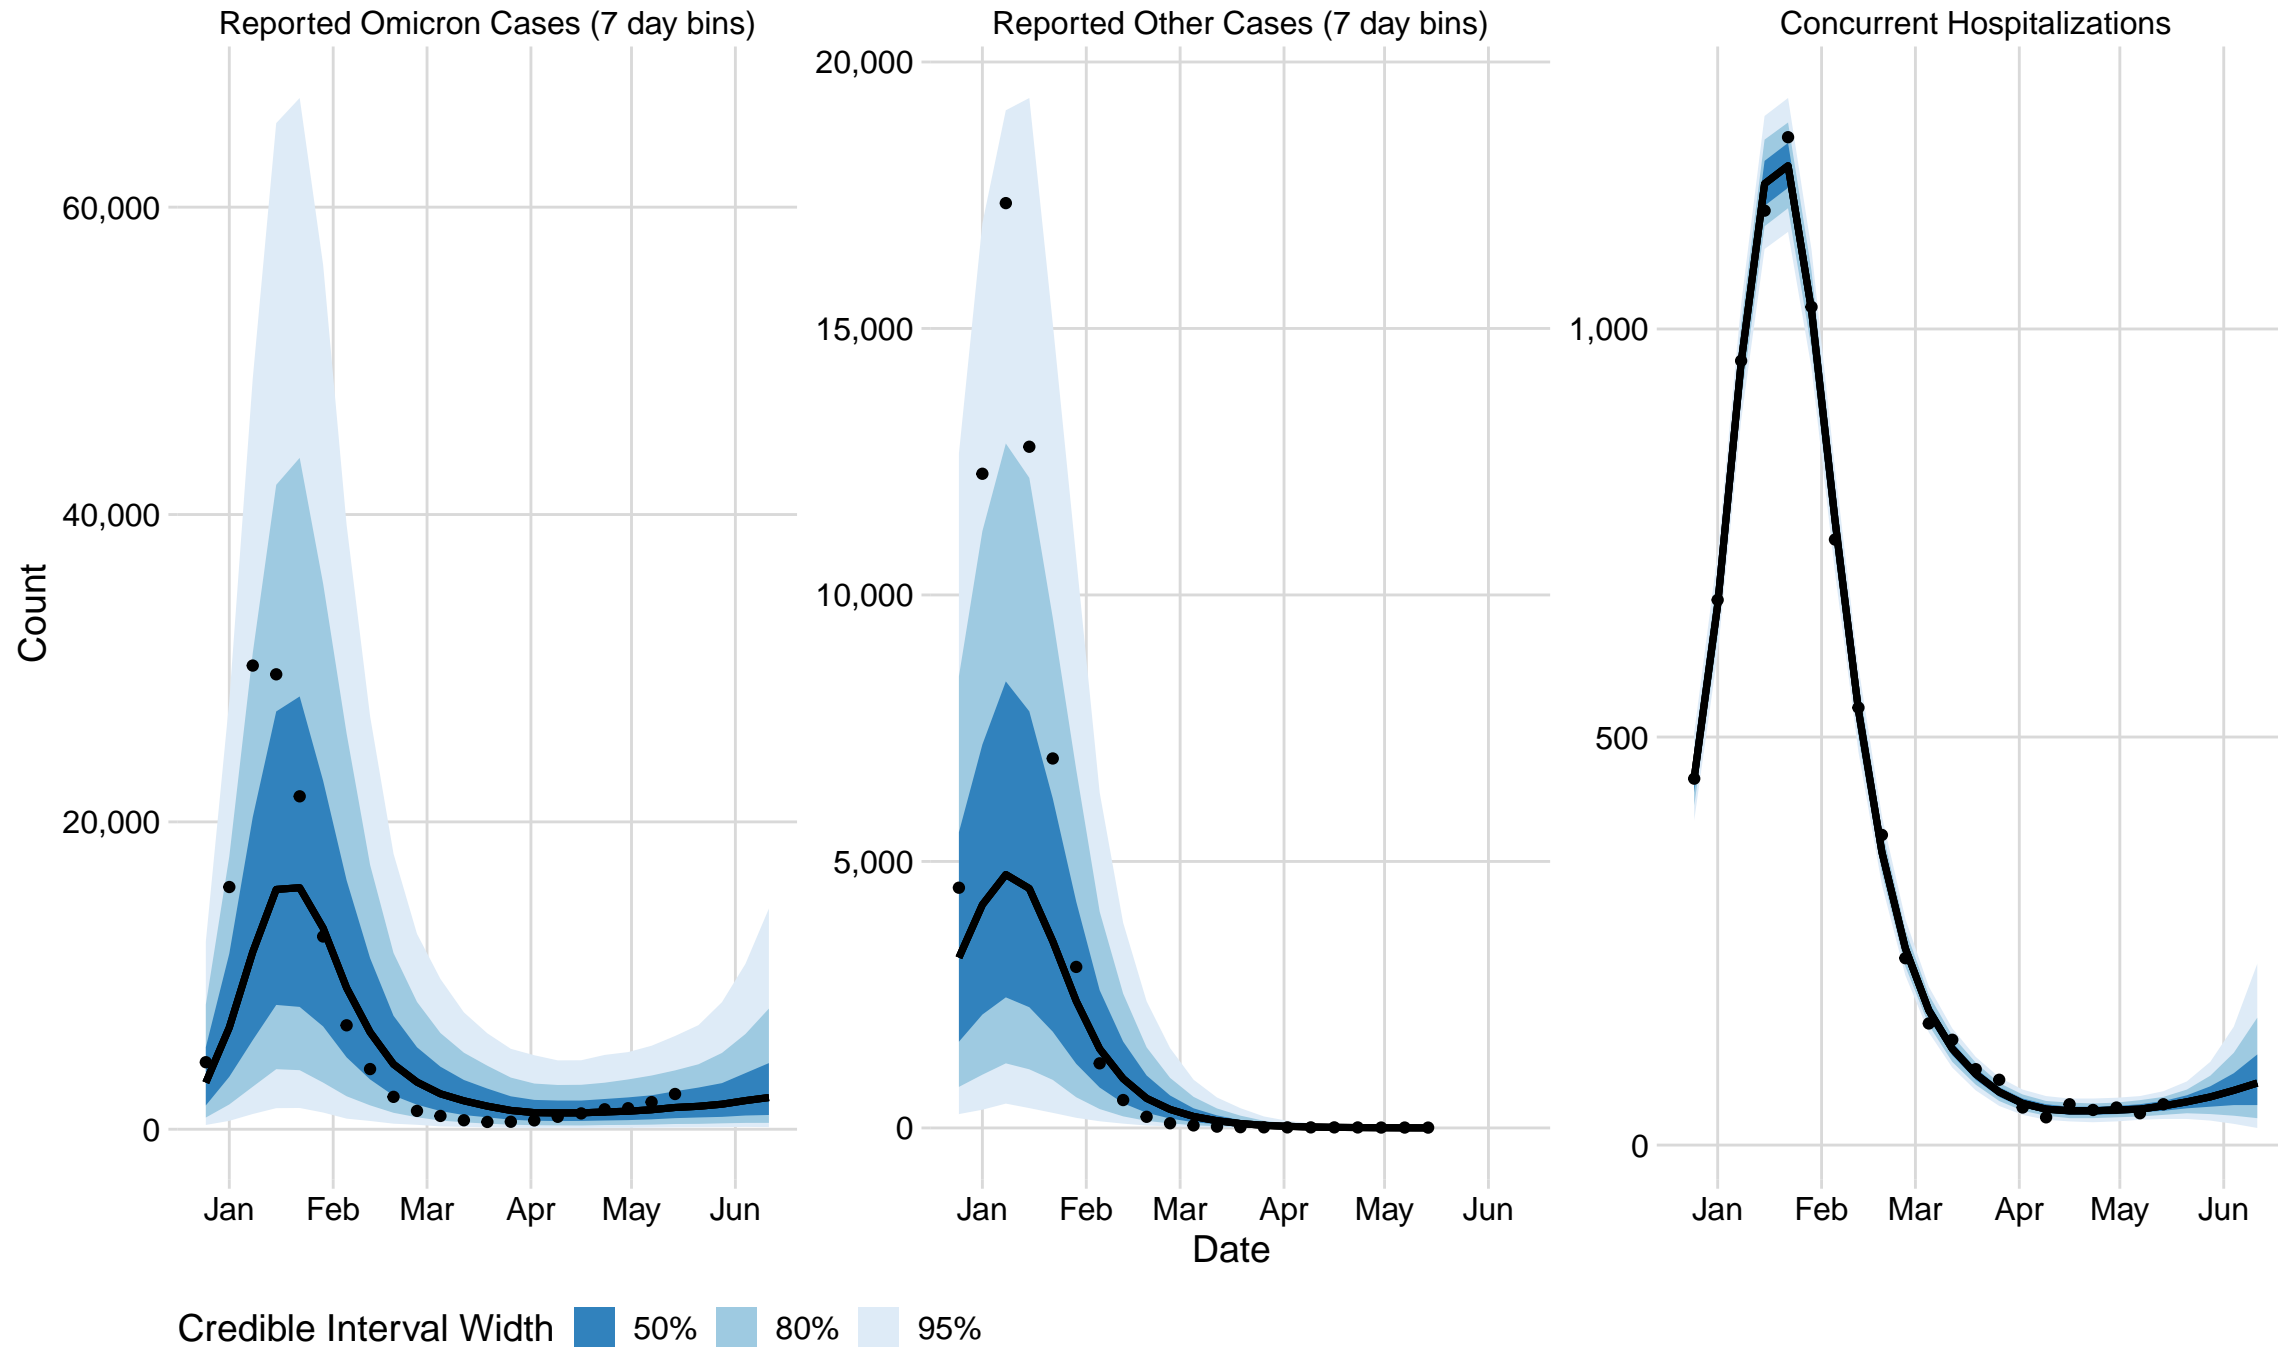 Reported Omicron Cases (7 day bins)
Reported Other Cases (7 day bins)
Concurrent Hospitalizations
Count
60,000
40,000
20,000
0
20,000
15,000
10,000
5,000
0
1,000
500
0
Jan Feb Mar Apr May Jun
Jan Feb Mar Apr May Jun
Jan Feb Mar Apr May Jun
Date
Credible Interval Width 50% 80% 95%